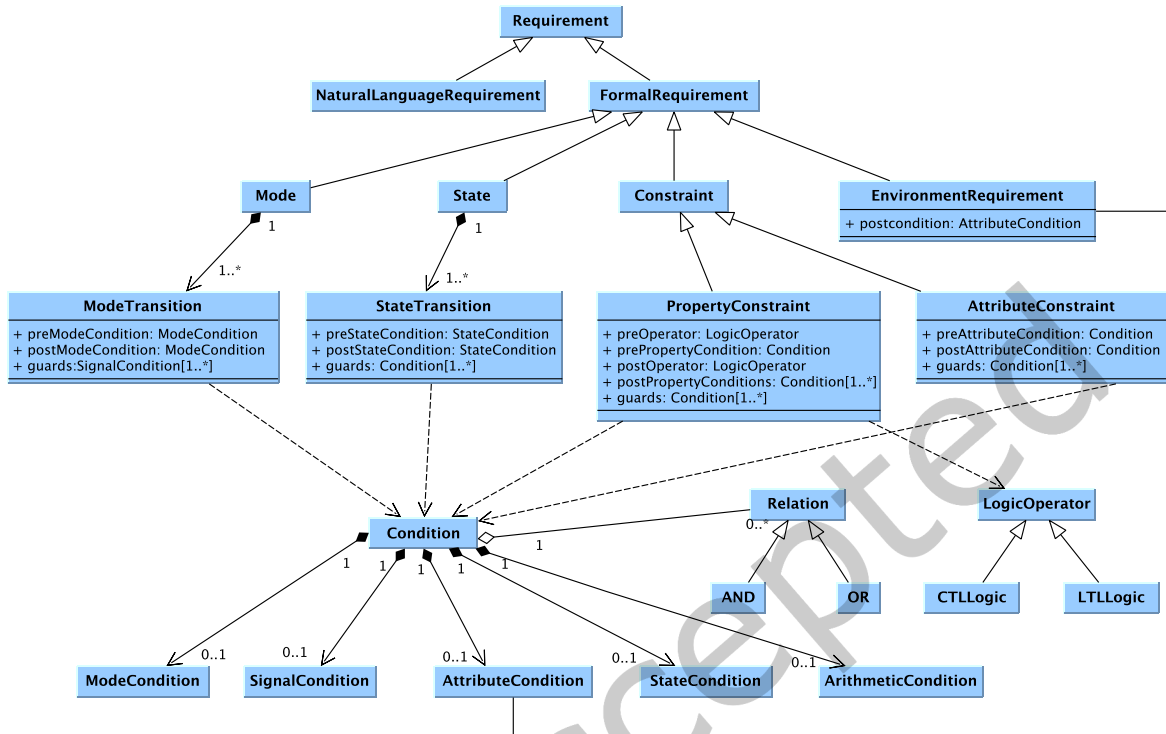 Requirement
NaturalLanguageRequirement
FormalRequirement
Mode
State
Constraint
EnvironmentRequirement
+ postcondition: AttributeCondition
1
1
1..*
1..*
ModeTransition
+ preModeCondition: ModeCondition
+ postModeCondition: ModeCondition
+ guards:SignalCondition[1..*]
StateTransition
+ preStateCondition: StateCondition
+ postStateCondition: StateCondition
+ guards: Condition[1..*]
PropertyConstraint
+ preOperator: LogicOperator
+ prePropertyCondition: Condition
+ postOperator: LogicOperator
+ postPropertyConditions: Condition[1..*]
+ guards: Condition[1..*]
AttributeConstraint
+ preAttributeCondition: Condition
+ postAttributeCondition: Condition
+ guards: Condition[1..*]
Condition
Relation
LogicOperator
0..*
1
1
1
1
1
1
AND
OR
CTLLogic
LTLLogic
0..1
0..1
0..1
0..1
0..1
ModeCondition
SignalCondition
AttributeCondition
StateCondition
ArithmeticCondition
cepted